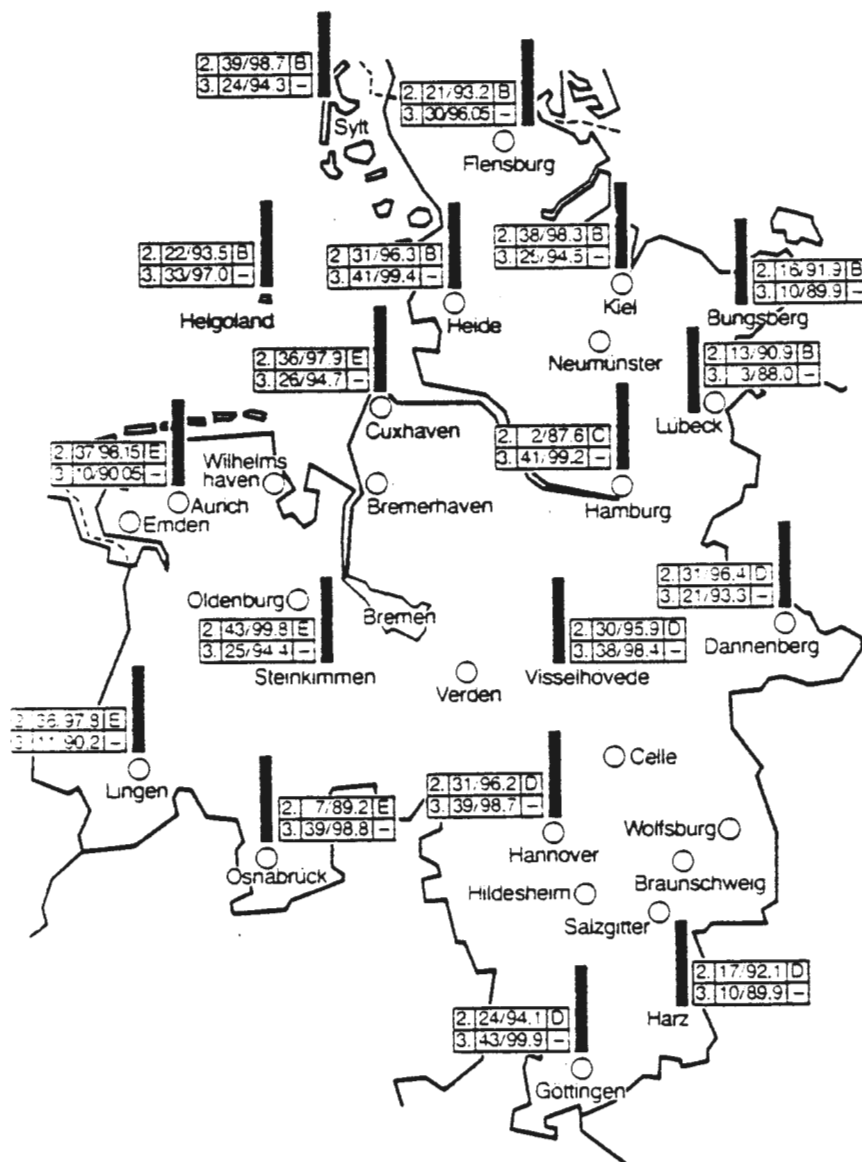 2. 39/98.7 B
3. 24/94.3 –
Sylt
2. 21/93.2 B
3. 30/96.05 –
Flensburg
2. 22/93.5 B
3. 33/97.0 –
Helgoland
2. 31/96.3 B
3. 41/99.4 –
Heide
2. 38/98.3 B
3. 25/94.5 –
Kiel
2. 16/91.9 B
3. 10/89.9 –
Bungsberg
Neumünster
2. 36/97.9 E
3. 26/94.7 –
Cuxhaven
2. 13/90.9 B
3. 3/88.0 –
Lübeck
2. 2/87.6 C
3. 41/99.2 –
Hamburg
3. 10/90.05 –
Aurich
Wilhelms
haven
Bremerhaven
Emden
2. 31/96.4 D
3. 21/93.3 –
Dannenberg
Oldenburg
Bremen
2. 43/99.8 E
3. 25/94.4 –
Steinkimmen
2. 30/95.9 D
3. 38/98.4 –
Visselhövede
Verden
36/97.8 E
90.2 –
Lingen
Celle
2. 7/89.2 E
3. 39/98.8 –
Osnabrück
2. 31/96.2 D
3. 39/98.7 –
Hannover
Wolfsburg
Braunschweig
Hildesheim
Salzgitter
2. 17/92.1 D
3. 10/89.9 –
Harz
2. 24/94.1 D
3. 43/99.9 –
Göttingen